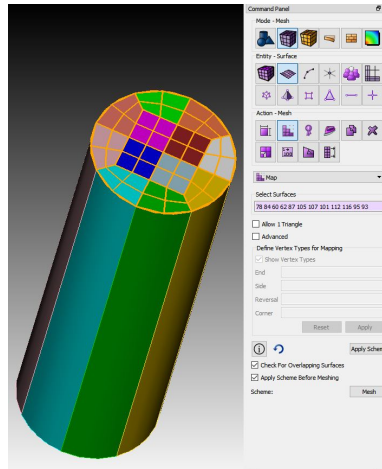 Command Panel
Mode - Mesh
Entity - Surface
Action - Mesh
Map
Select Surfaces
78 84 60 62 87 105 107 101 112 116 95 93
Allow 1 Triangle
Advanced
Define Vertex Types for Mapping
Show Vertex Types
End
Side
Reversal
Corner
Reset Apply
Apply Schem
Check For Overlapping Surfaces
Apply Scheme Before Meshing
Scheme: Mesh